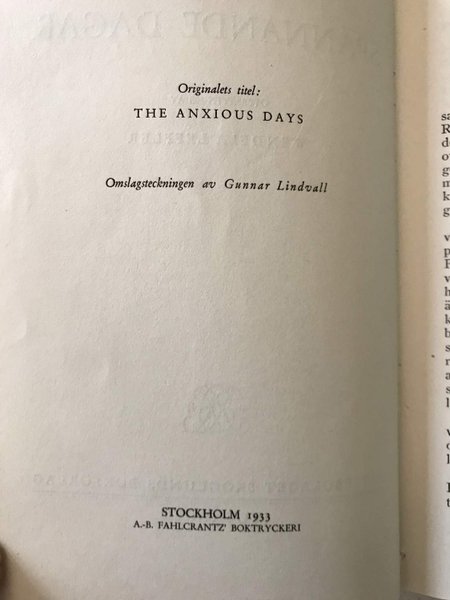 Originalets titel:
THE ANXIOUS DAYS
Omslagsteckningen av Gunnar Lindvall
STOCKHOLM 1933
A.-B. FAHLCRANTZ' BOKTRYCKERI